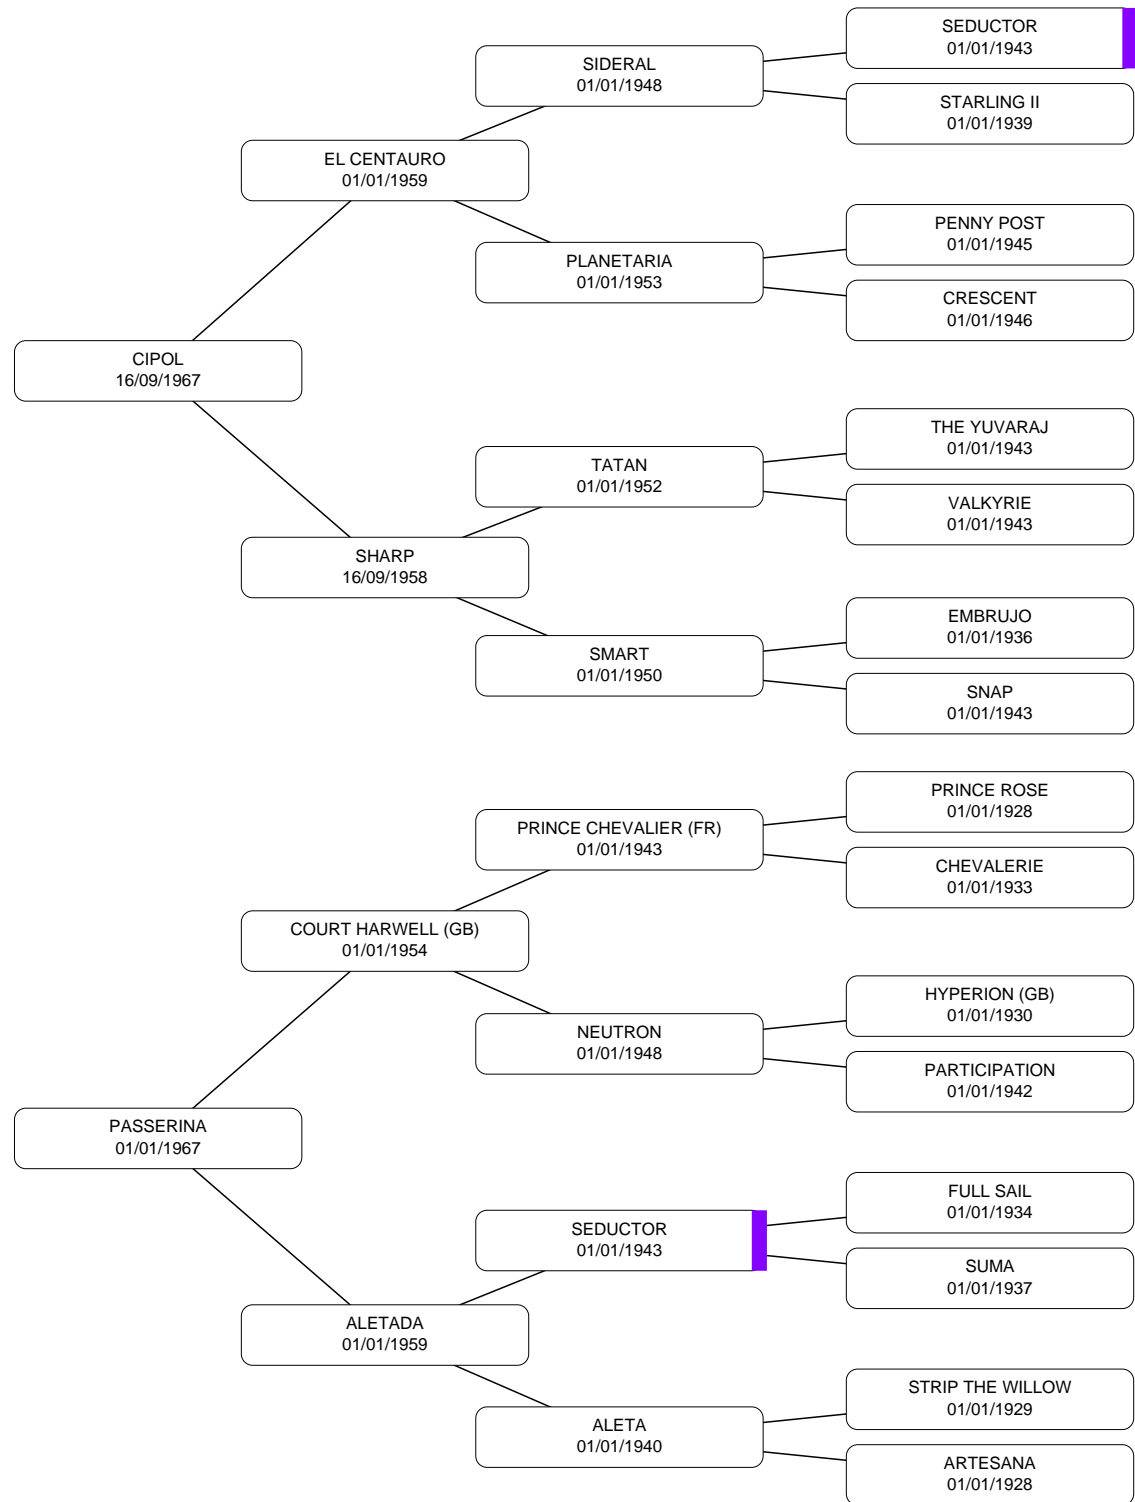 SEDUCTOR
01/01/1943
SIDERAL
01/01/1948
STARLING II
01/01/1939
EL CENTAURO
01/01/1959
PENNY POST
01/01/1945
PLANETARIA
01/01/1953
CRESCENT
01/01/1946
CIPOL
16/09/1967
THE YUVARAJ
01/01/1943
TATAN
01/01/1952
VALKYRIE
01/01/1943
SHARP
16/09/1958
EMBRUJO
01/01/1936
SMART
01/01/1950
SNAP
01/01/1943
PRINCE ROSE
01/01/1928
PRINCE CHEVALIER (FR)
01/01/1943
CHEVALERIE
01/01/1933
COURT HARWELL (GB)
01/01/1954
HYPERION (GB)
01/01/1930
NEUTRON
01/01/1948
PARTICIPATION
01/01/1942
PASSERINA
01/01/1967
FULL SAIL
01/01/1934
SEDUCTOR
01/01/1943
SUMA
01/01/1937
ALETADA
01/01/1959
STRIP THE WILLOW
01/01/1929
ALETA
01/01/1940
ARTESANA
01/01/1928